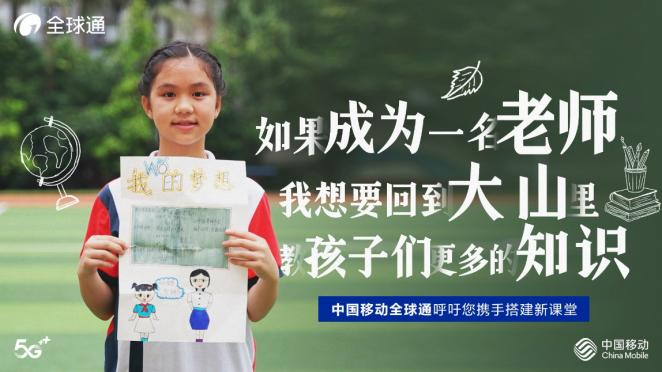 全球通
如果成为一名老师
我想要回到大山里
教孩子们更多的知识
中国移动全球通呼吁您携手搭建新课堂
我的梦想
5G++
中国移动
China Mobile